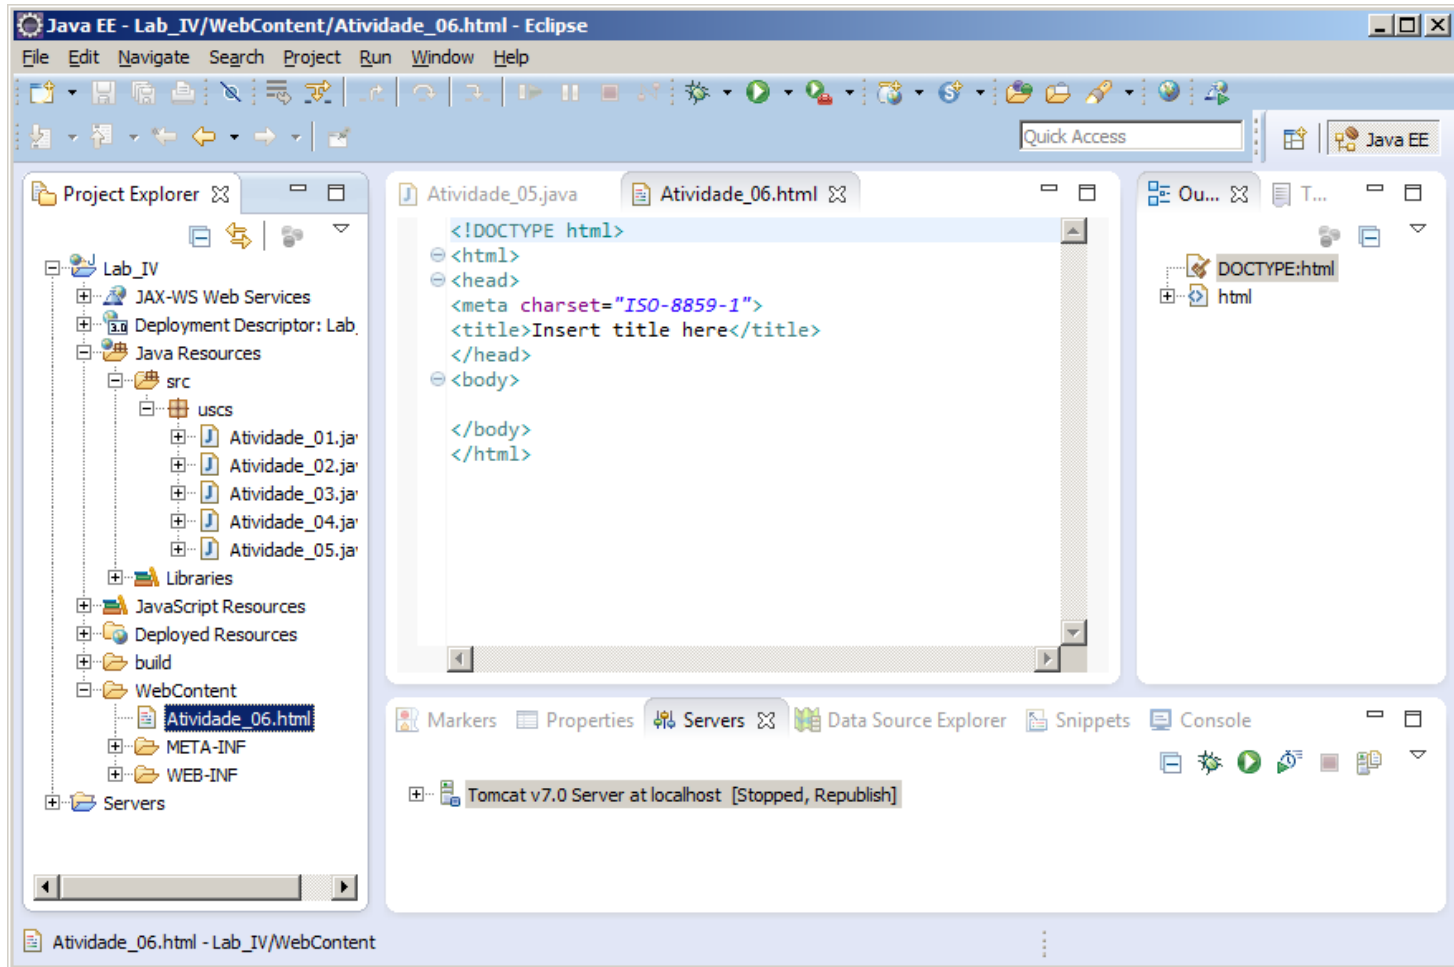 Java EE - Lab_IV/WebContent/Atividade_06.html - Eclipse
File Edit Navigate Search Project Run Window Help
Quick Access
Java EE
Project Explorer
Lab_IV
JAX-WS Web Services
Deployment Descriptor: Lab_
Java Resources
src
uscs
Atividade_01.ja
Atividade_02.ja
Atividade_03.ja
Atividade_04.ja
Atividade_05.ja
Libraries
JavaScript Resources
Deployed Resources
build
WebContent
Atividade_06.html
META-INF
WEB-INF
Servers
Atividade_05.java Atividade_06.html
<!DOCTYPE html>
<html>
<head>
<meta charset="ISO-8859-1">
<title>Insert title here</title>
</head>
<body>
</body>
</html>
Ou... T...
DOCTYPE:html
html
Markers Properties Servers Data Source Explorer Snippets Console
Tomcat v7.0 Server at localhost [Stopped, Republish]
Atividade_06.html - Lab_IV/WebContent